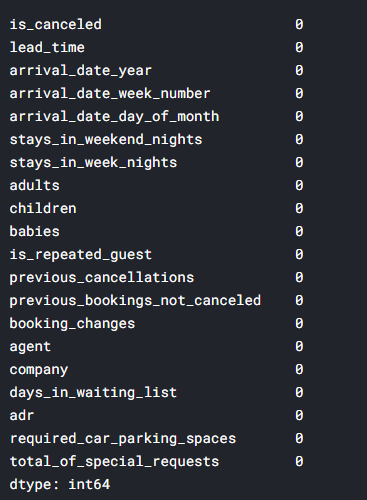 is_canceled 0
lead_time 0
arrival_date_year 0
arrival_date_week_number 0
arrival_date_day_of_month 0
stays_in_weekend_nights 0
stays_in_week_nights 0
adults 0
children 0
babies 0
is_repeated_guest 0
previous_cancellations 0
previous_bookings_not_canceled 0
booking_changes 0
agent 0
company 0
days_in_waiting_list 0
adr 0
required_car_parking_spaces 0
total_of_special_requests 0
dtype: int64